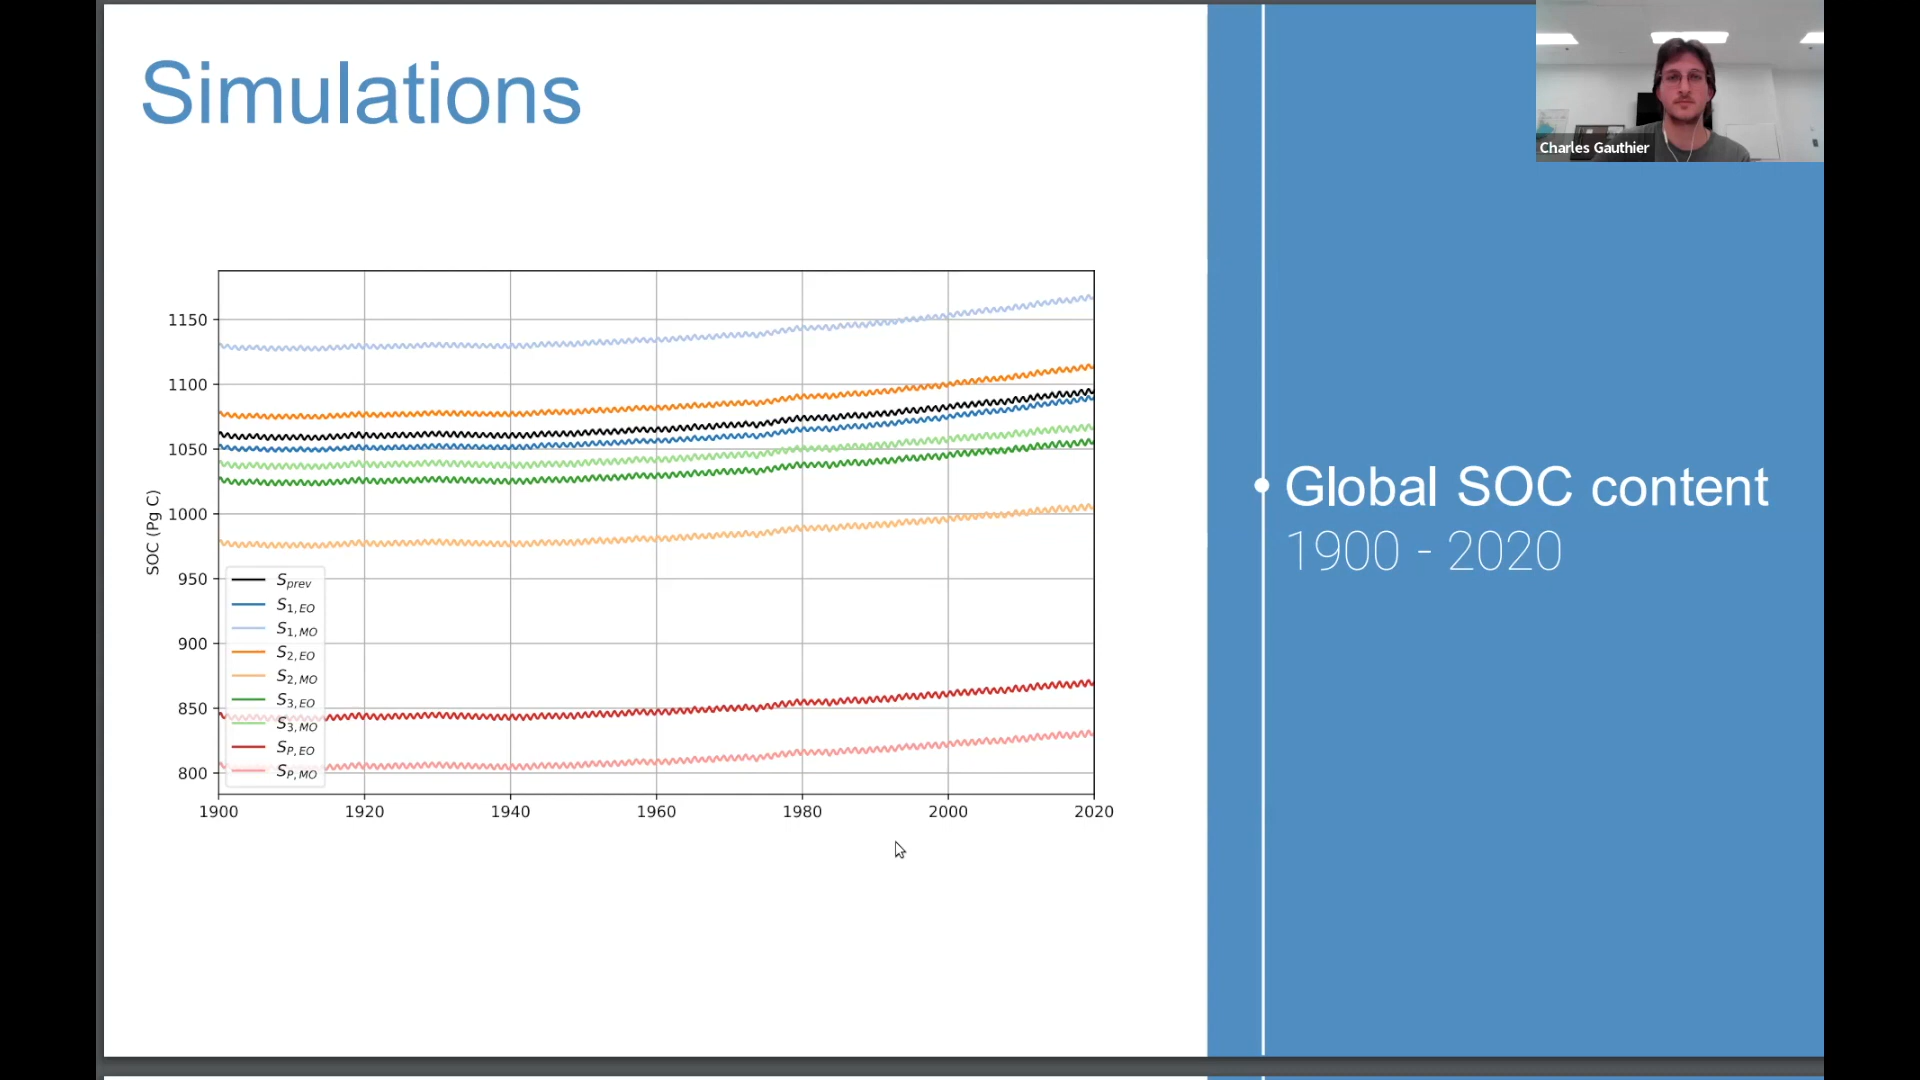 Simulations
Charles Gauthier
1150
1100
1050
1000
950
900
850
800
SOC (Pg C)
S_prev
S_1,EO
S_1,MO
S_2,EO
S_2,MO
S_3,EO
S_3,MO
S_P,EO
S_P,MO
1900 1920 1940 1960 1980 2000 2020
Global SOC content
1900 - 2020